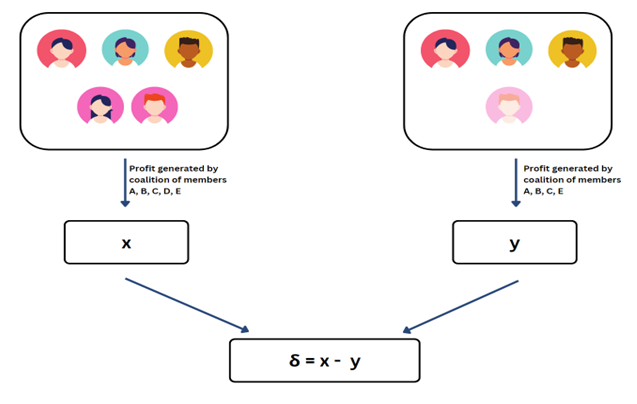 Profit generated by
coalition of members
A, B, C, D, E
Profit generated by
coalition of members
A, B, C, E
x
y
δ = x - y